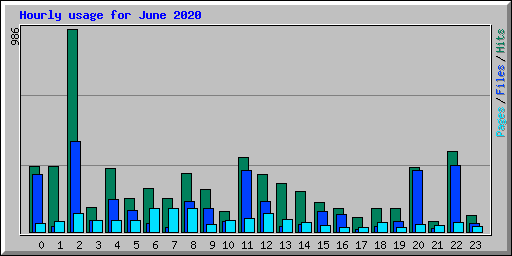 Hourly usage for June 2020
986
Pages/Files/Hits
0 1 2 3 4 5 6 7 8 9 10 11 12 13 14 15 16 17 18 19 20 21 22 23